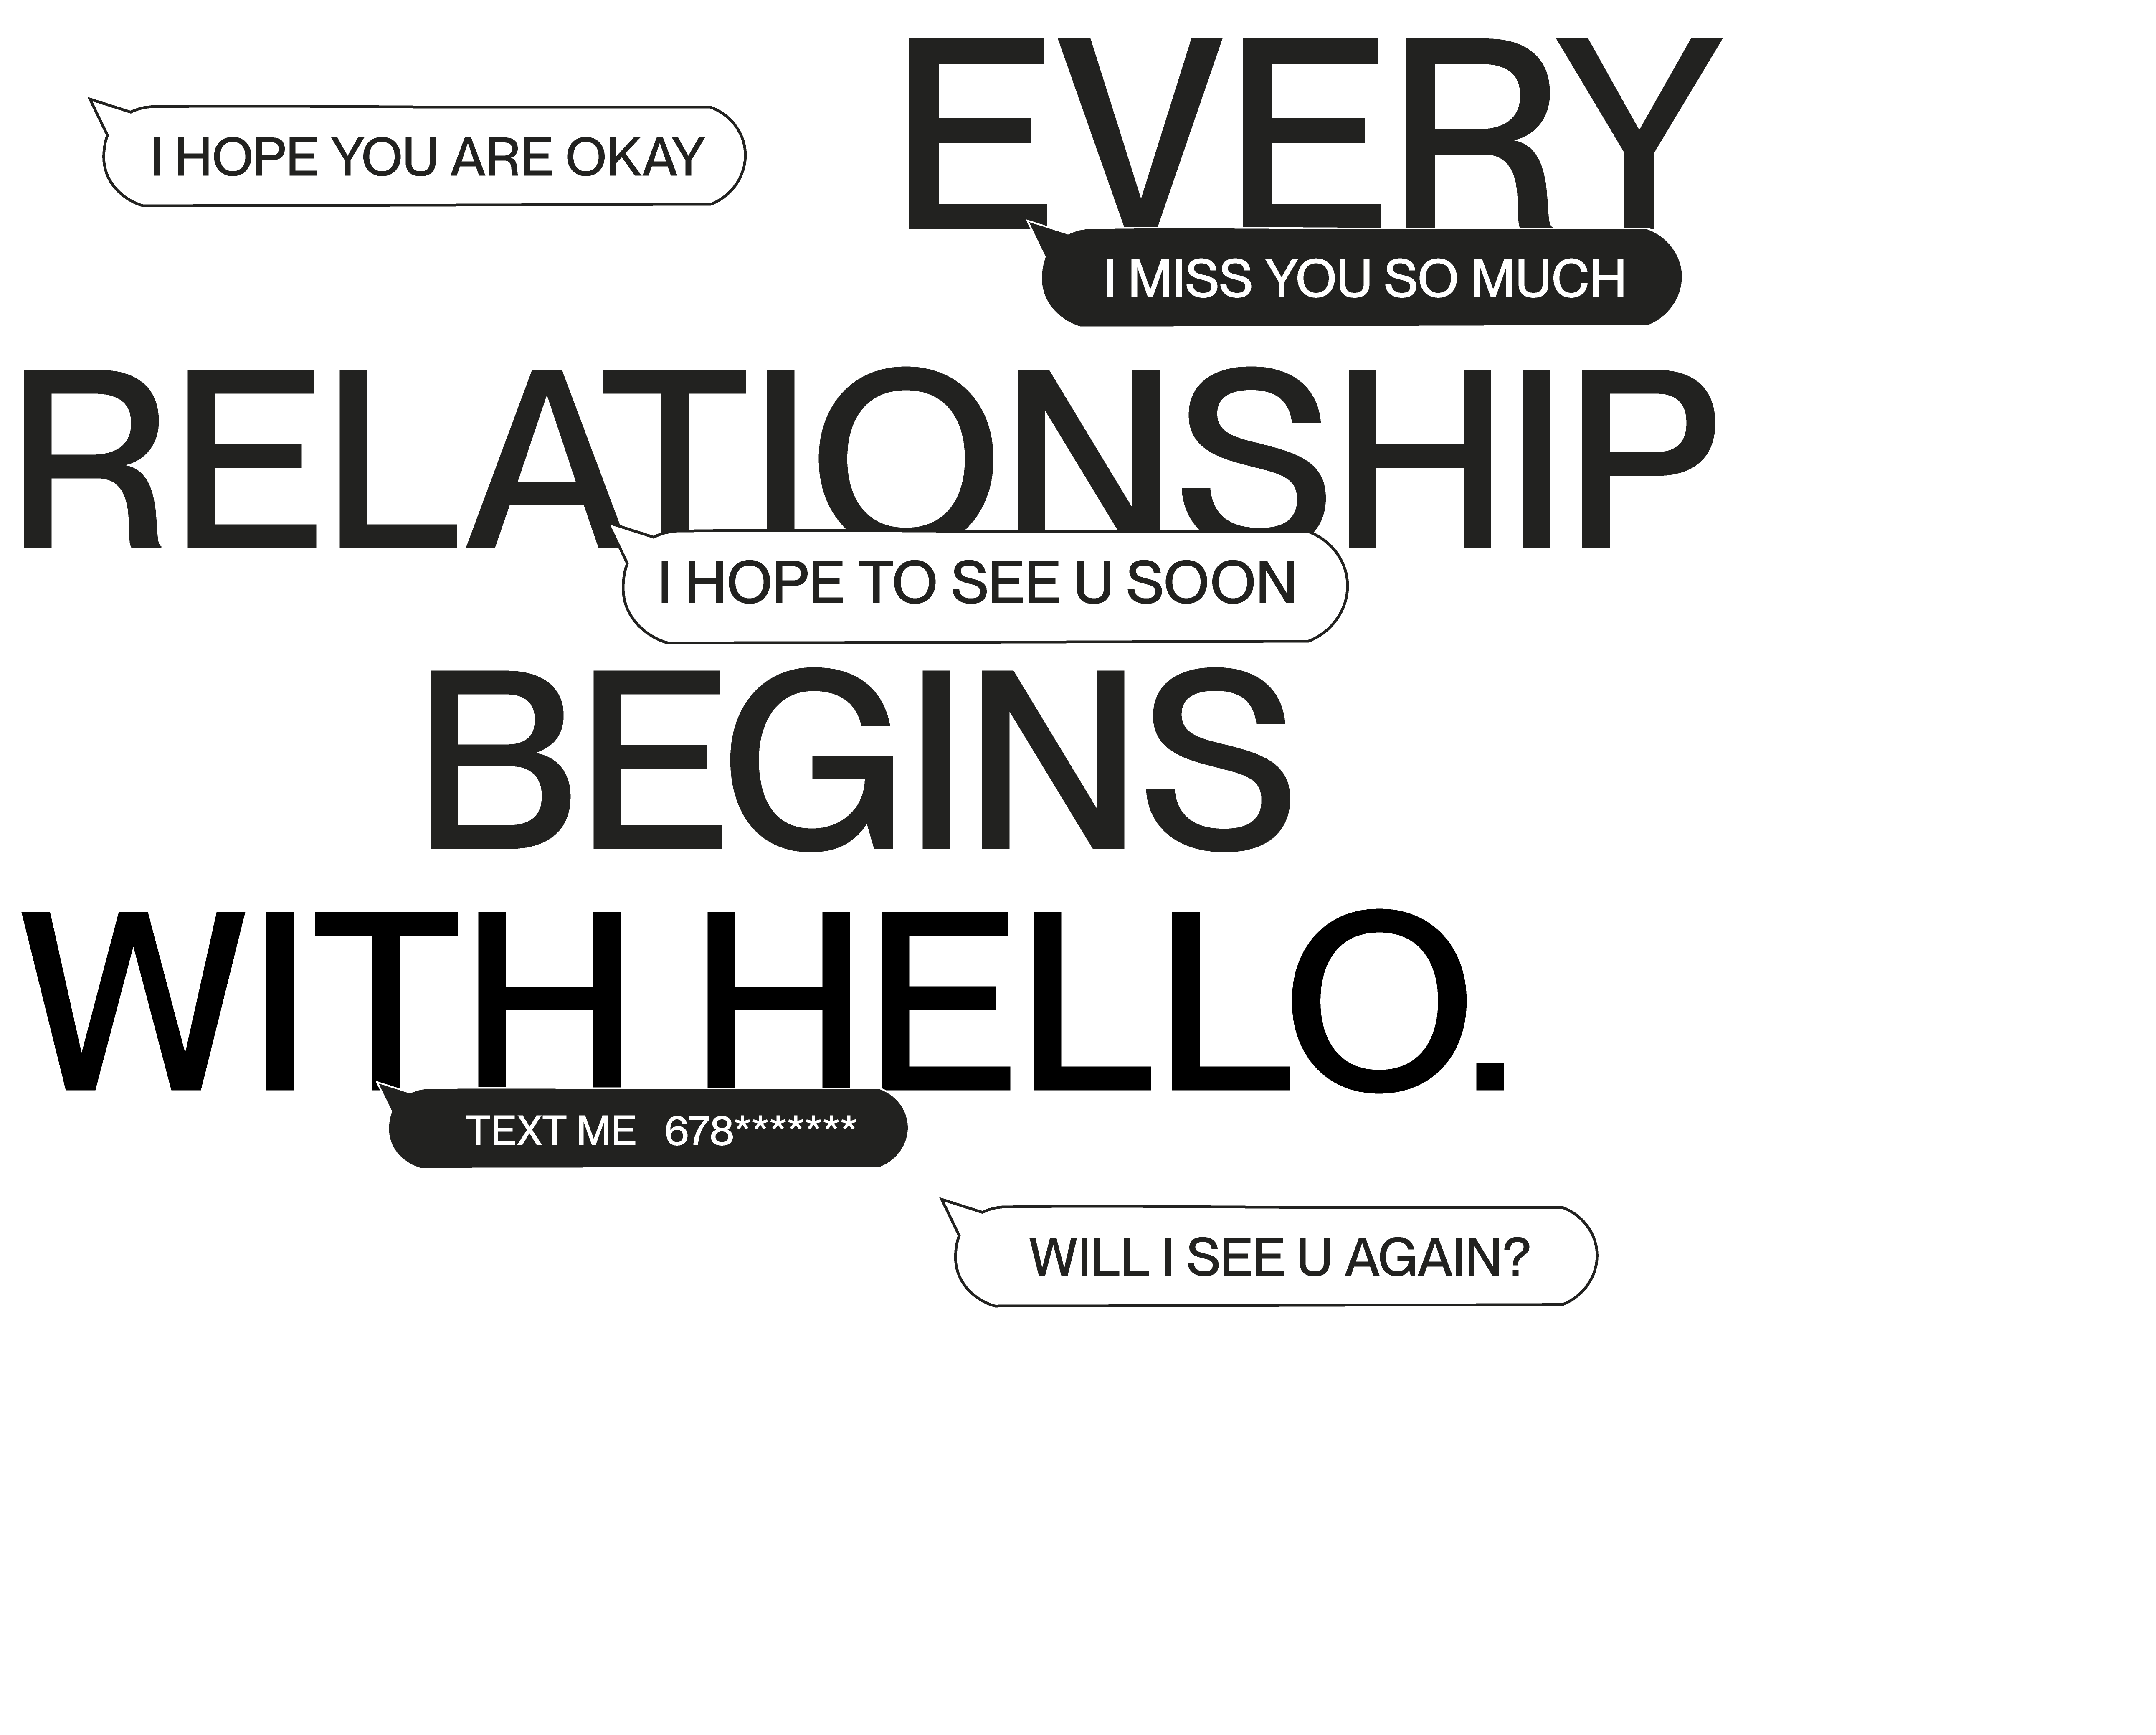 EVERY
I HOPE YOU ARE OKAY
I MISS YOU SO MUCH
RELATIONSHIP
I HOPE TO SEE U SOON
BEGINS
WITH HELLO.
TEXT ME 678*******
WILL I SEE U AGAIN?